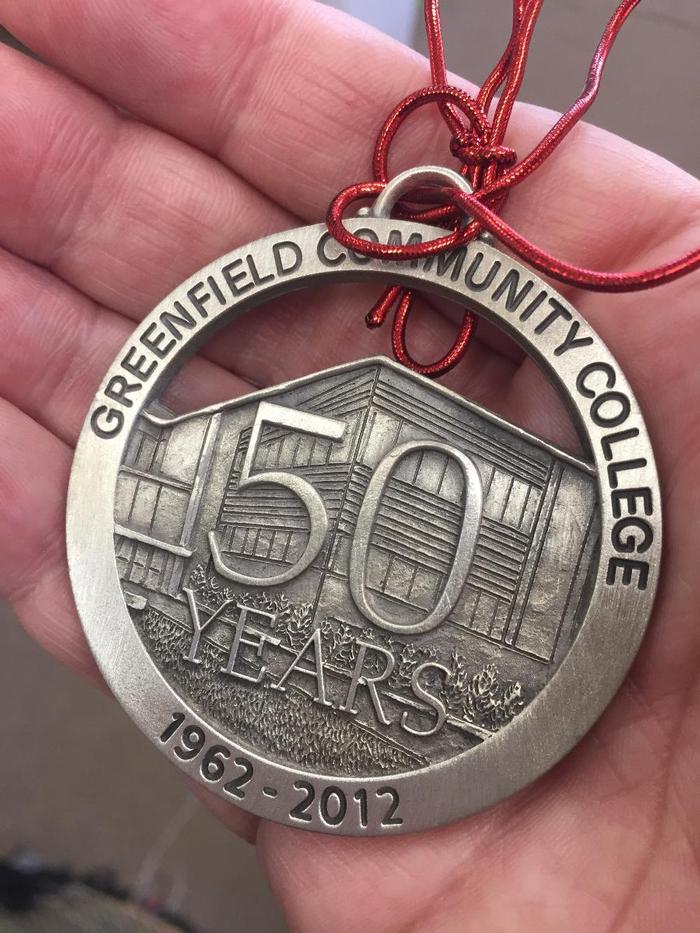 GREENFIELD COMMUNITY COLLEGE
50
YEARS
1962 - 2012